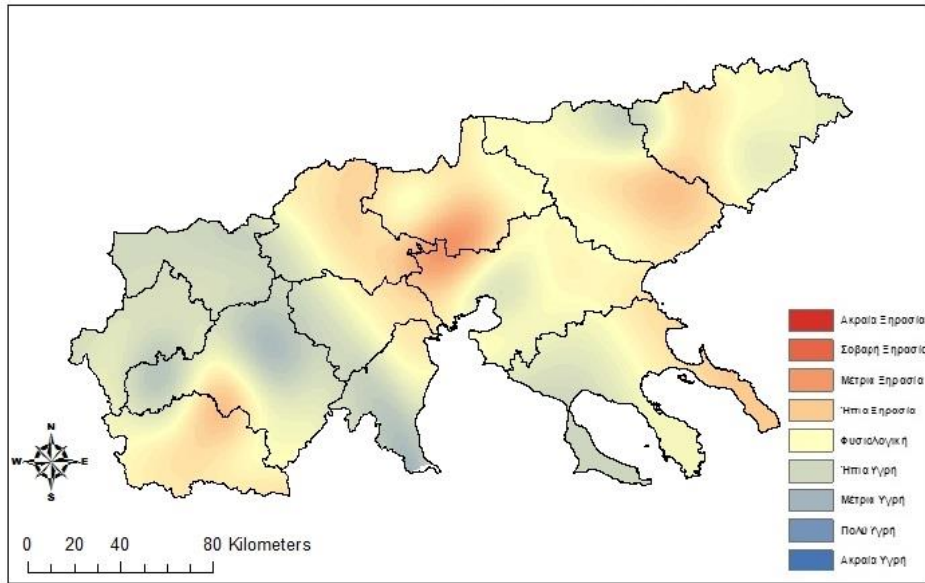 Ακραία Ξηρασία
Σοβαρή Ξηρασία
Μέτρια Ξηρασία
Ήπια Ξηρασία
Φυσιολογική
Ήπια Υγρή
Μέτρια Υγρή
Πολύ Υγρή
Ακραία Υγρή
N
W E
S
0 20 40 80 Kilometers